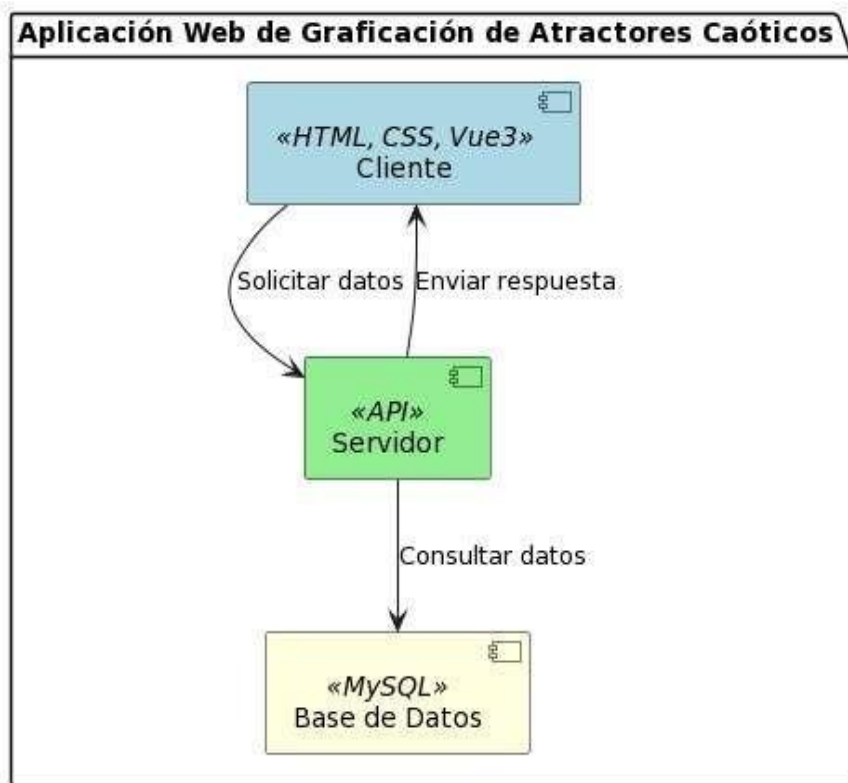 Aplicación Web de Graficación de Atractores Caóticos
«HTML, CSS, Vue3»
Cliente
Solicitar datos
Enviar respuesta
«API»
Servidor
Consultar datos
«MySQL»
Base de Datos